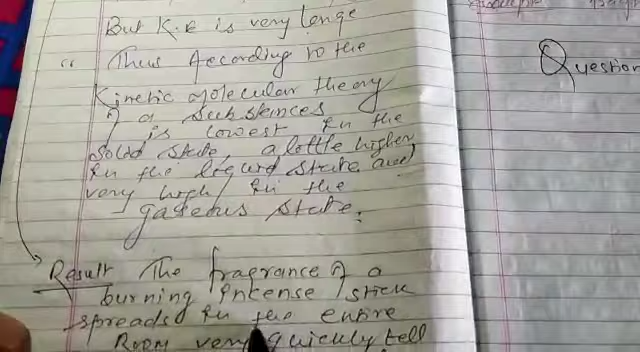 But K.E is very large
Thus According to the
Kinetic Molecular theory
of a Substances
is lowest in the
solid state, a little higher
in the liquid state and
very high in the
gaseous state.
Result The fragrance of a
burning Intense stick
spreads in the entire
Room very quickly tell
Question